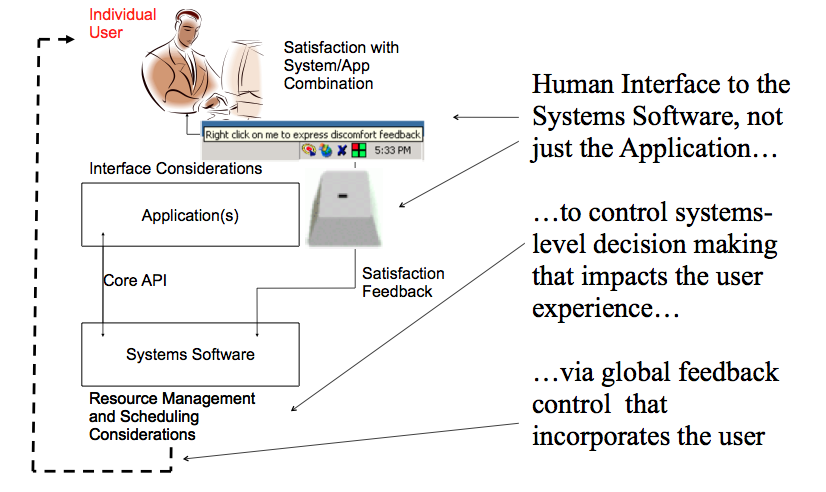 Individual
User
Satisfaction with
System/App
Combination
Right click on me to express discomfort feedback
5:33 PM
Interface Considerations
Application(s)
-
Core API
Satisfaction
Feedback
Systems Software
Resource Management
and Scheduling
Considerations
Human Interface to the
Systems Software, not
just the Application…
…to control systems-
level decision making
that impacts the user
experience…
…via global feedback
control that
incorporates the user